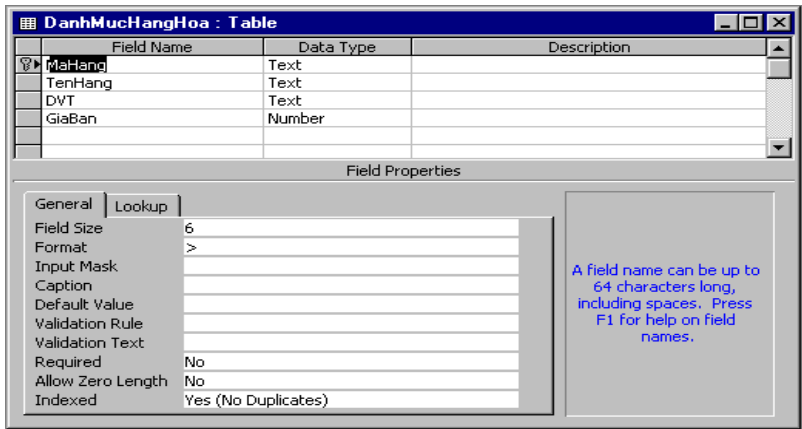 DanhMucHangHoa : Table
Field Name Data Type Description
MaHang Text
TenHang Text
DVT Text
GiaBan Number
Field Properties
General Lookup
Field Size 6
Format >
Input Mask
Caption
Default Value
Validation Rule
Validation Text
Required No
Allow Zero Length No
Indexed Yes (No Duplicates)
A field name can be up to
64 characters long,
including spaces. Press
F1 for help on field
names.